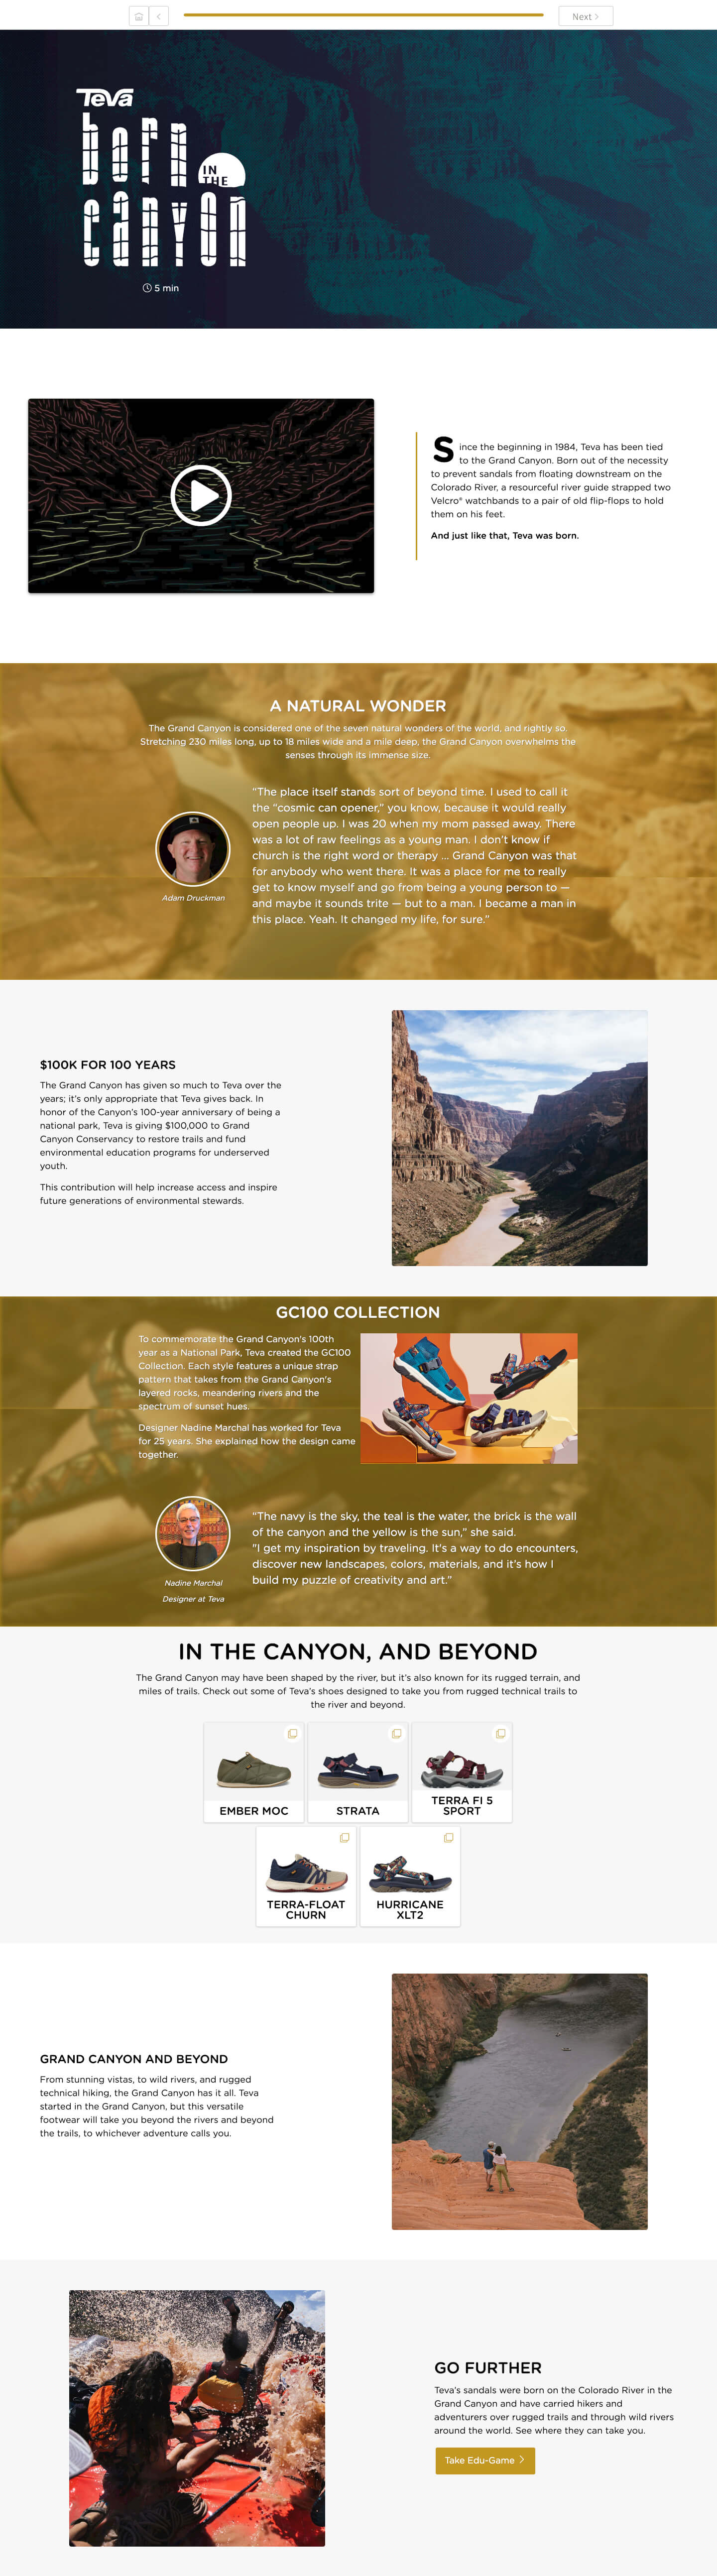 Next
Teva
born
IN
THE
canyon
5 min
Since the beginning in 1984, Teva has been tied
to the Grand Canyon. Born out of the necessity
to prevent sandals from floating downstream on the
Colorado River, a resourceful river guide strapped two
Velcro® watchbands to a pair of old flip-flops to hold
them on his feet.
And just like that, Teva was born.
A NATURAL WONDER
The Grand Canyon is considered one of the seven natural wonders of the world, and rightly so.
Stretching 230 miles long, up to 18 miles wide and a mile deep, the Grand Canyon overwhelms the
senses through its immense size.
“The place itself stands sort of beyond time. I used to call it
the “cosmic can opener,” you know, because it would really
open people up. I was 20 when my mom passed away. There
was a lot of raw feelings as a young man. I don’t know if
church is the right word or therapy ... Grand Canyon was that
for anybody who went there. It was a place for me to really
get to know myself and go from being a young person to —
and maybe it sounds trite — but to a man. I became a man in
this place. Yeah. It changed my life, for sure.”
Adam Druckman
$100K FOR 100 YEARS
The Grand Canyon has given so much to Teva over the
years; it’s only appropriate that Teva gives back. In
honor of the Canyon’s 100-year anniversary of being a
national park, Teva is giving $100,000 to Grand
Canyon Conservancy to restore trails and fund
environmental education programs for underserved
youth.
This contribution will help increase access and inspire
future generations of environmental stewards.
GC100 COLLECTION
To commemorate the Grand Canyon's 100th
year as a National Park, Teva created the GC100
Collection. Each style features a unique strap
pattern that takes from the Grand Canyon's
layered rocks, meandering rivers and the
spectrum of sunset hues.
Designer Nadine Marchal has worked for Teva
for 25 years. She explained how the design came
together.
“The navy is the sky, the teal is the water, the brick is the wall
of the canyon and the yellow is the sun,” she said.
"I get my inspiration by traveling. It's a way to do encounters,
discover new landscapes, colors, materials, and it’s how I
build my puzzle of creativity and art.”
Nadine Marchal
Designer at Teva
IN THE CANYON, AND BEYOND
The Grand Canyon may have been shaped by the river, but it’s also known for its rugged terrain, and
miles of trails. Check out some of Teva’s shoes designed to take you from rugged technical trails to
the river and beyond.
EMBER MOC
STRATA
TERRA FI 5
SPORT
TERRA-FLOAT
CHURN
HURRICANE
XLT2
GRAND CANYON AND BEYOND
From stunning vistas, to wild rivers, and rugged
technical hiking, the Grand Canyon has it all. Teva
started in the Grand Canyon, but this versatile
footwear will take you beyond the rivers and beyond
the trails, to whichever adventure calls you.
GO FURTHER
Teva’s sandals were born on the Colorado River in the
Grand Canyon and have carried hikers and
adventurers over rugged trails and through wild rivers
around the world. See where they can take you.
Take Edu-Game